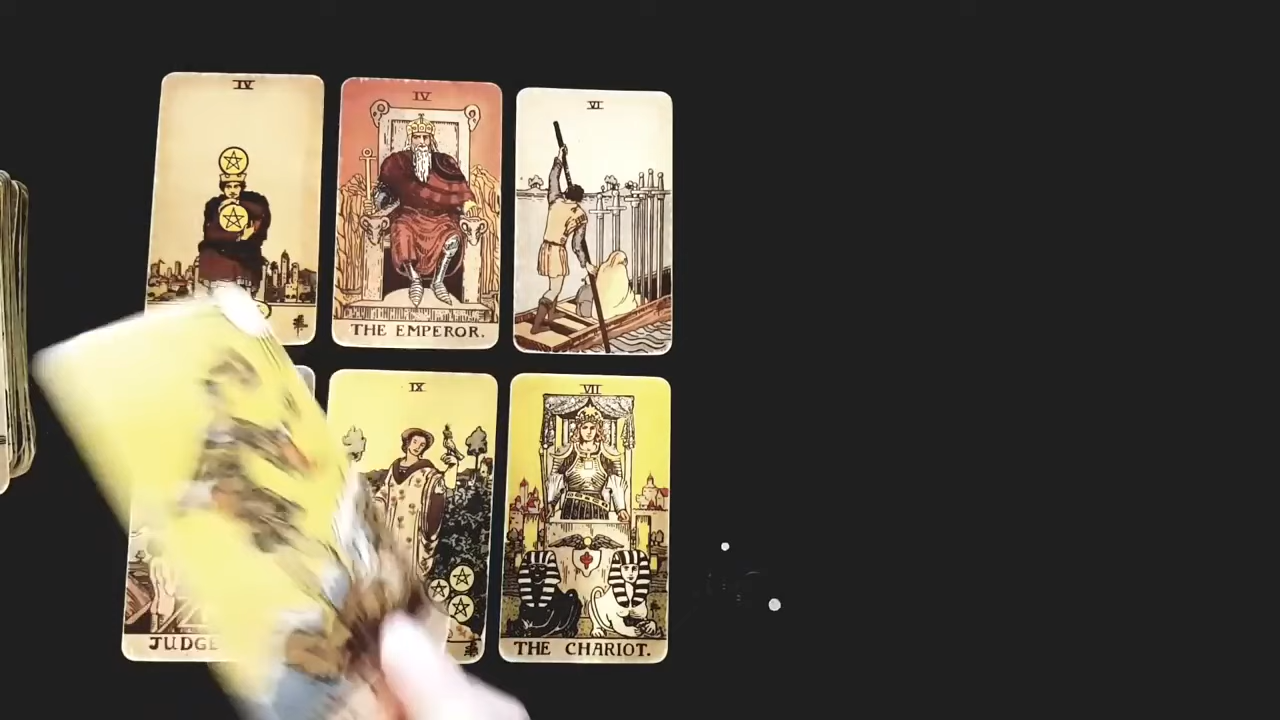 IV
IV
THE EMPEROR.
VI
JUDGE
IX
VII
THE CHARIOT.